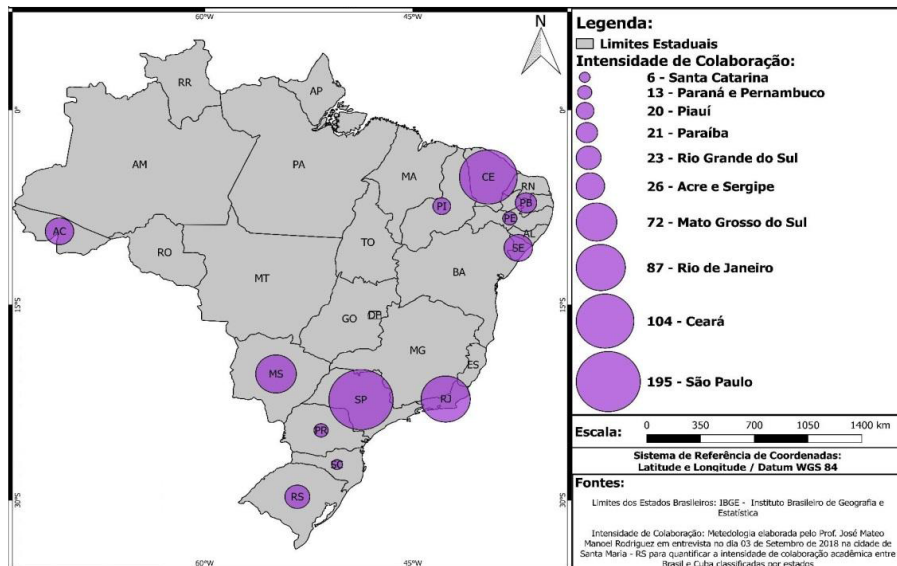 60°W
45°W
N
0°
15°S
30°S
0°
15°S
30°S
60°W
45°W
RR
AP
AM
PA
MA
CE
RN
PB
PI
PE
AL
SE
AC
RO
TO
BA
MT
GO
DF
MG
ES
MS
SP
RJ
PR
SC
RS
Legenda:
Limites Estaduais
Intensidade de Colaboração:
6 - Santa Catarina
13 - Paraná e Pernambuco
20 - Piauí
21 - Paraíba
23 - Rio Grande do Sul
26 - Acre e Sergipe
72 - Mato Grosso do Sul
87 - Rio de Janeiro
104 - Ceará
195 - São Paulo
Escala:
0 350 700 1050 1400 km
Sistema de Referência de Coordenadas:
Latitude e Longitude / Datum WGS 84
Fontes:
Limites dos Estados Brasileiros: IBGE - Instituto Brasileiro de Geografia e
Estatística
Intensidade de Colaboração: Metedologia elaborada pelo Prof. José Mateo
Manoel Rodriguez em entrevista no dia 03 de Setembro de 2018 na cidade de
Santa Maria - RS para quantificar a intensidade de colaboração acadêmica entre
Brasil e Cuba classificadas por estados